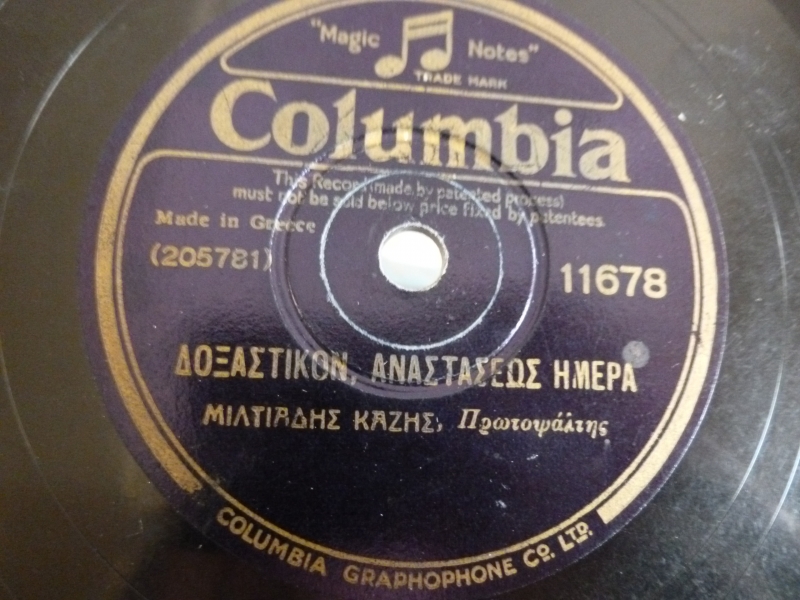 "Magic Notes"
TRADE MARK
Columbia
This Record (made by patented process)
must not be sold below price fixed by patentees.
Made in Greece
(205781)
11678
ΔΟΞΑΣΤΙΚΟΝ, ΑΝΑΣΤΑΣΕΩΣ ΗΜΕΡΑ
ΜΙΛΤΙΑΔΗΣ ΚΑΖΗΣ, Πρωτοψάλτης
COLUMBIA GRAPHOPHONE CO. LTD.